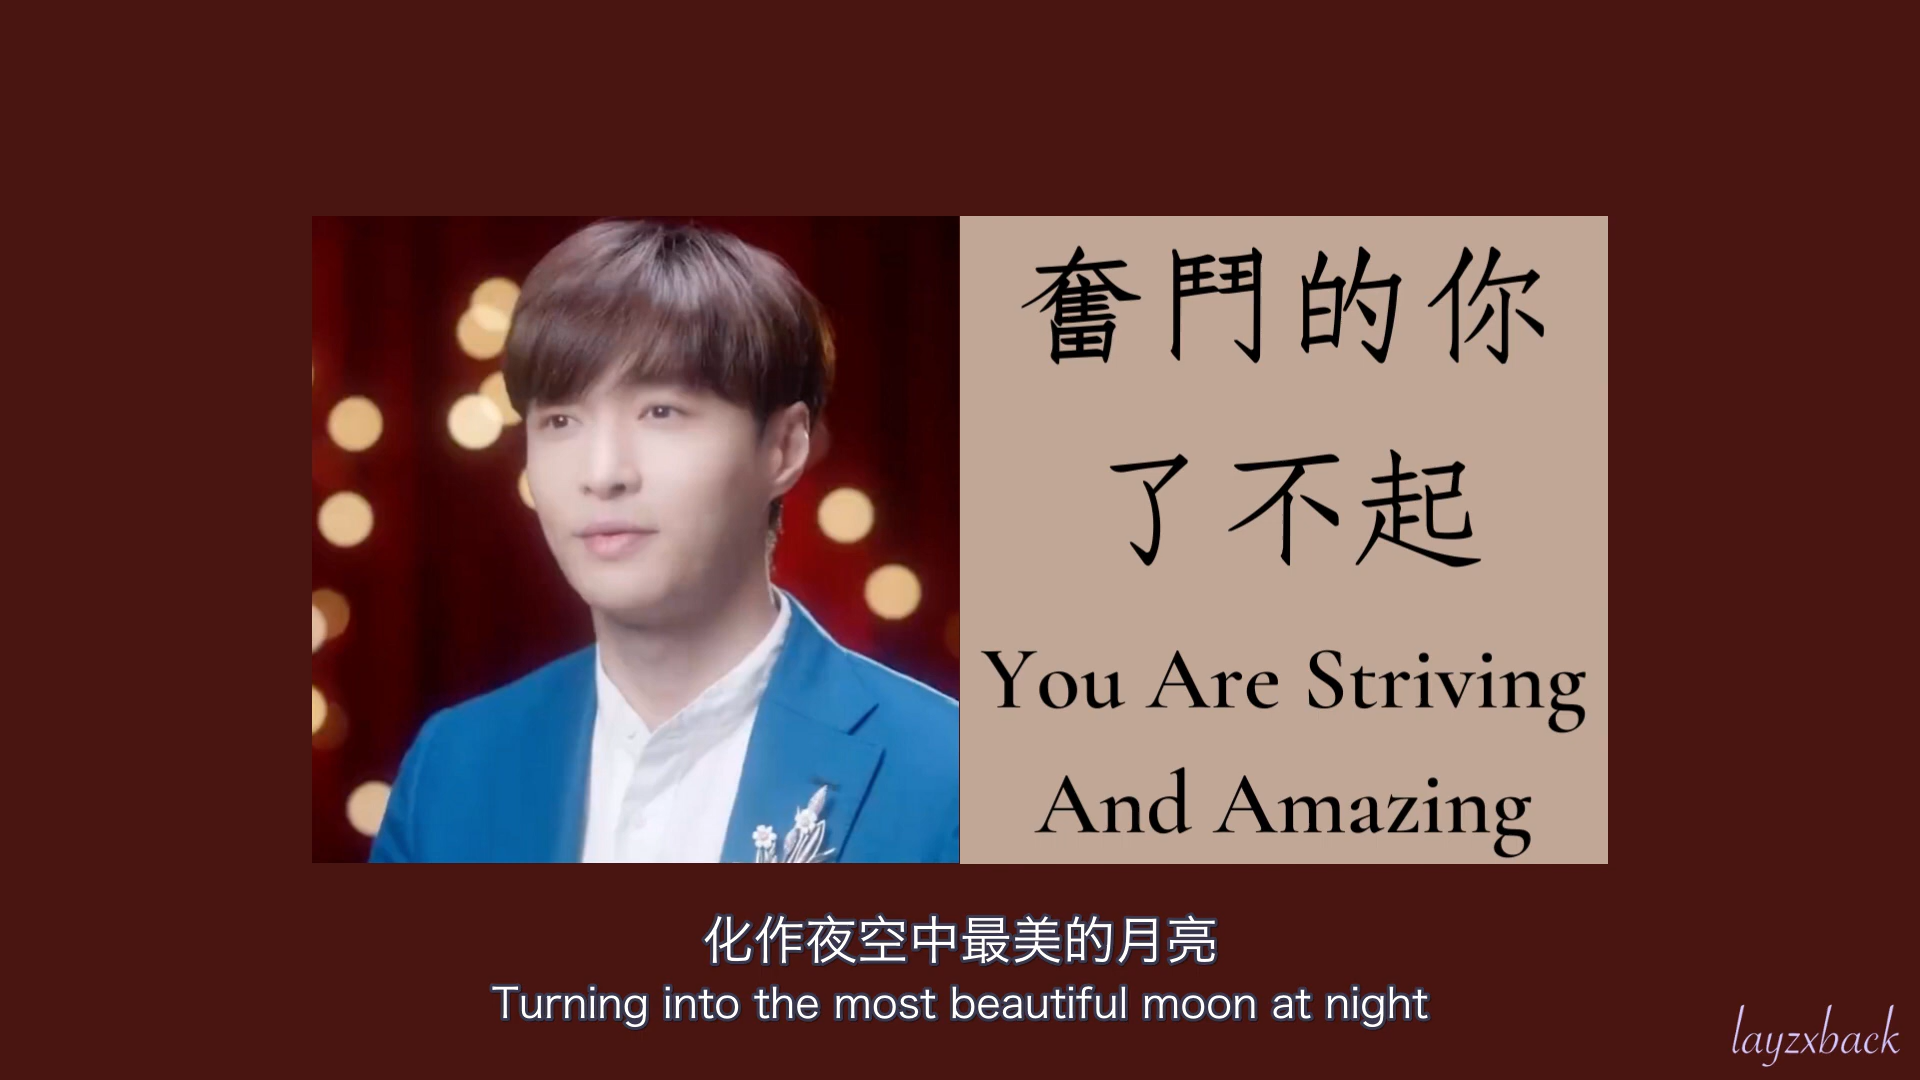 奮鬥的你
了不起
You Are Striving
And Amazing
化作夜空中最美的月亮
Turning into the most beautiful moon at night
layzxback